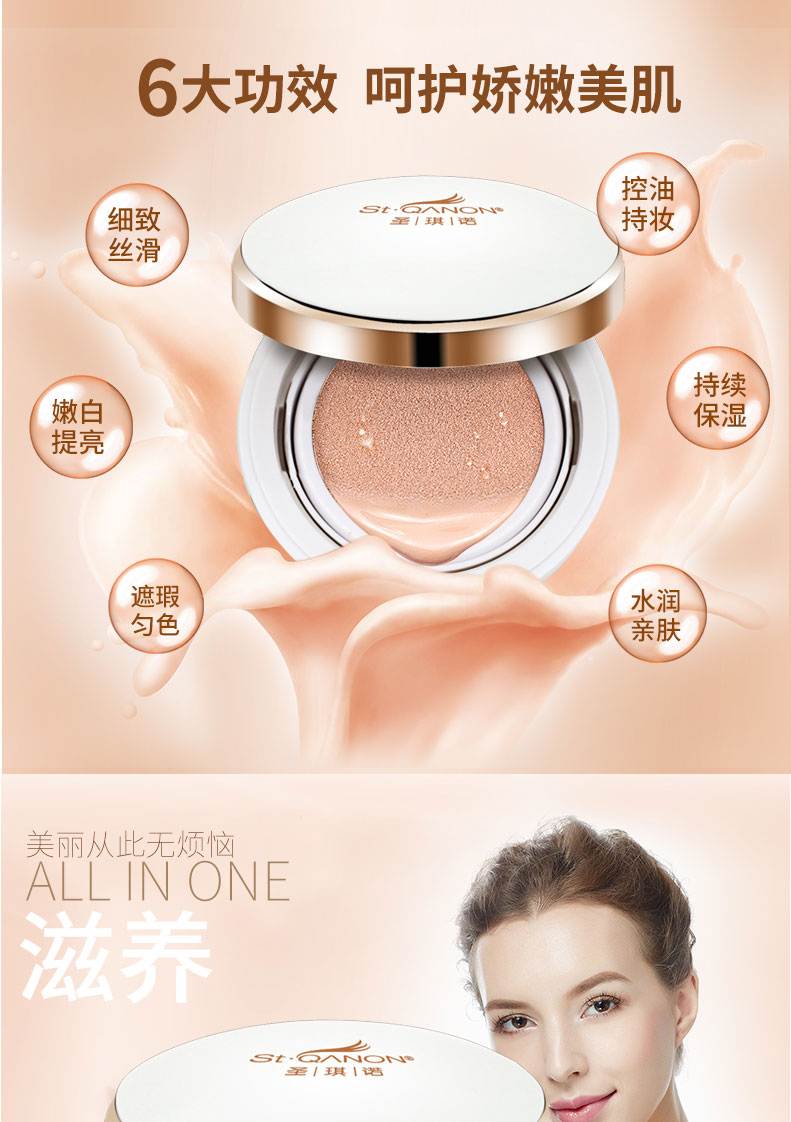 6大功效 呵护娇嫩美肌
St·QANON®
圣|琪|诺
细致
丝滑
控油
持妆
嫩白
提亮
持续
保湿
遮瑕
匀色
水润
亲肤
美丽从此无烦恼
ALL IN ONE
滋养
St·QANON®
圣|琪|诺